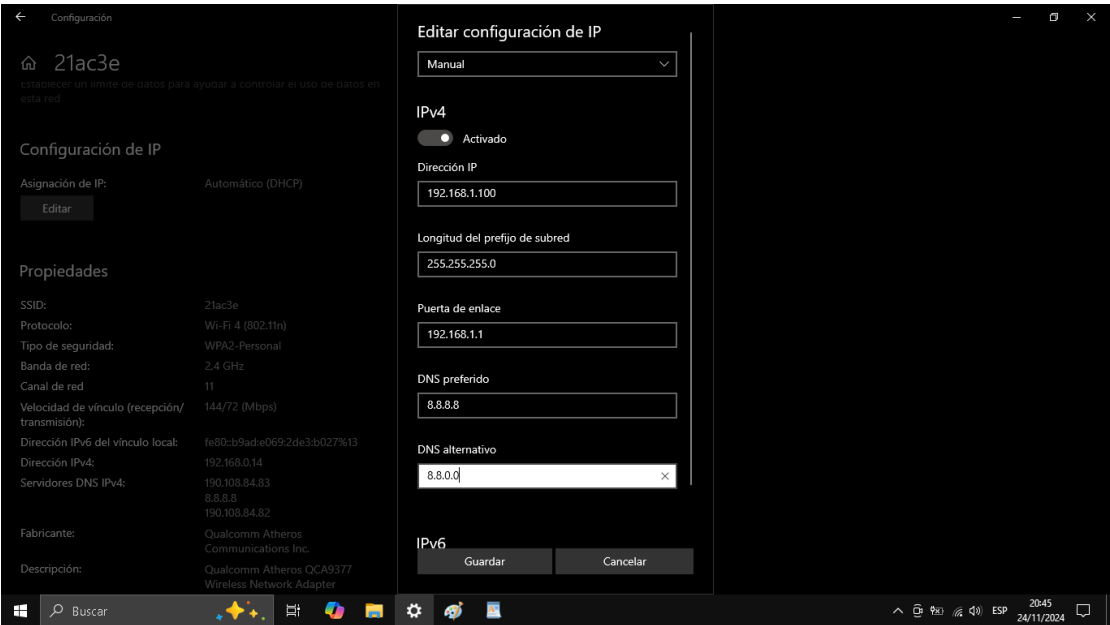 Configuración
21ac3e
Establecer un límite de datos para ayudar a controlar el uso de datos en
esta red
Configuración de IP
Asignación de IP: Automático (DHCP)
Editar
Propiedades
SSID: 21ac3e
Protocolo: Wi-Fi 4 (802.11n)
Tipo de seguridad: WPA2-Personal
Banda de red: 2,4 GHz
Canal de red 11
Velocidad de vínculo (recepción/ 144/72 (Mbps)
transmisión):
Dirección IPv6 del vínculo local: fe80::b9ad:e069:2de3:b027%13
Dirección IPv4: 192.168.0.14
Servidores DNS IPv4: 190.108.84.83
8.8.8.8
190.108.84.82
Fabricante: Qualcomm Atheros
Communications Inc.
Descripción: Qualcomm Atheros QCA9377
Wireless Network Adapter
Editar configuración de IP
Manual
IPv4
Activado
Dirección IP
192.168.1.100
Longitud del prefijo de subred
255.255.255.0
Puerta de enlace
192.168.1.1
DNS preferido
8.8.8.8
DNS alternativo
8.8.0.0
IPv6
Guardar Cancelar
Buscar
ESP
20:45
24/11/2024